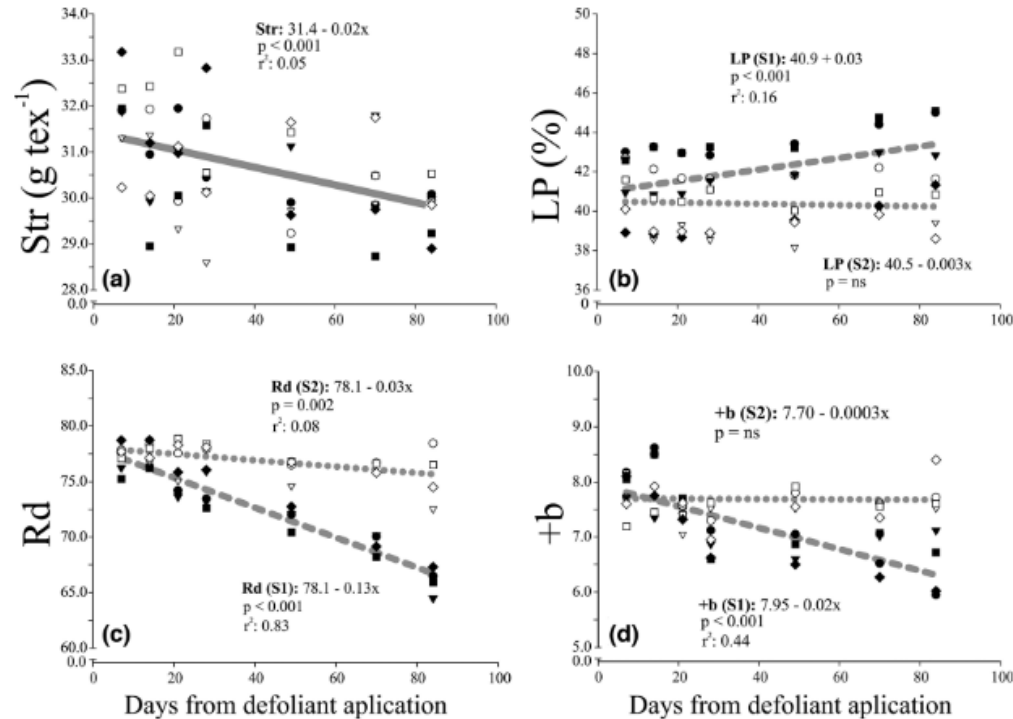 (a)
Str (g tex⁻¹)
34.0
33.0
32.0
31.0
30.0
29.0
28.0
0.0
Str: 31.4 - 0.02x
p < 0.001
r²: 0.05
0 20 40 60 80 100
(b)
LP (%)
50
48
46
44
42
40
38
36
0.0
LP (S1): 40.9 + 0.03
p < 0.001
r²: 0.16
LP (S2): 40.5 - 0.003x
p = ns
0 20 40 60 80 100
(c)
Rd
85.0
80.0
75.0
70.0
65.0
60.0
0.0
Rd (S2): 78.1 - 0.03x
p = 0.002
r²: 0.08
Rd (S1): 78.1 - 0.13x
p < 0.001
r²: 0.83
0 20 40 60 80 100
Days from defoliant aplication
(d)
+b
10.0
9.0
8.0
7.0
6.0
5.0
0.0
+b (S2): 7.70 - 0.0003x
p = ns
+b (S1): 7.95 - 0.02x
p < 0.001
r²: 0.44
0 20 40 60 80 100
Days from defoliant aplication